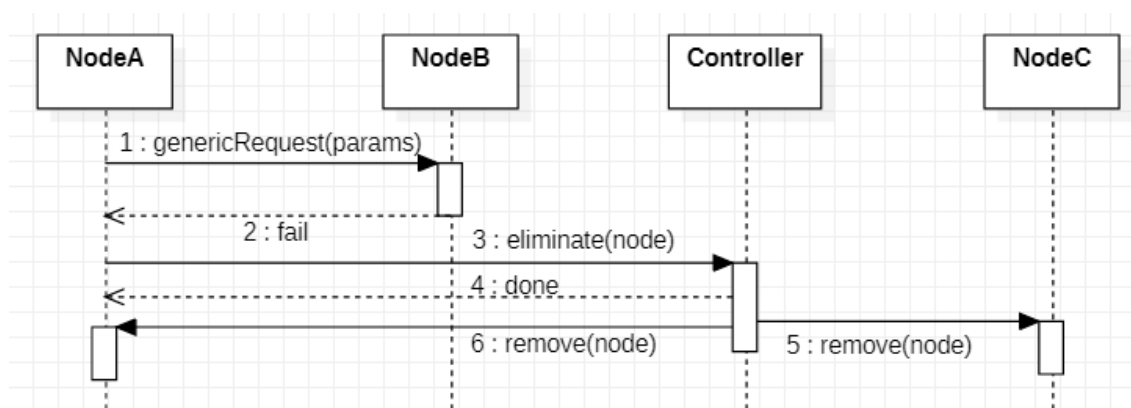 NodeA
NodeB
Controller
NodeC
1 : genericRequest(params)
2 : fail
3 : eliminate(node)
4 : done
6 : remove(node)
5 : remove(node)